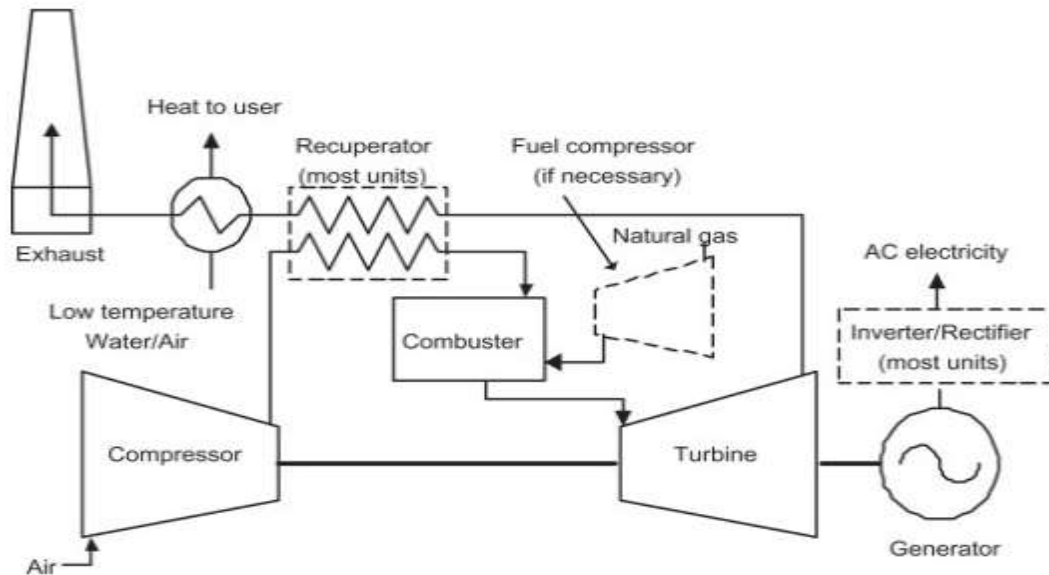 Heat to user
Recuperator
(most units)
Fuel compressor
(if necessary)
Natural gas
Exhaust
AC electricity
Low temperature
Water/Air
Combuster
Inverter/Rectifier
(most units)
Compressor
Turbine
Generator
Air